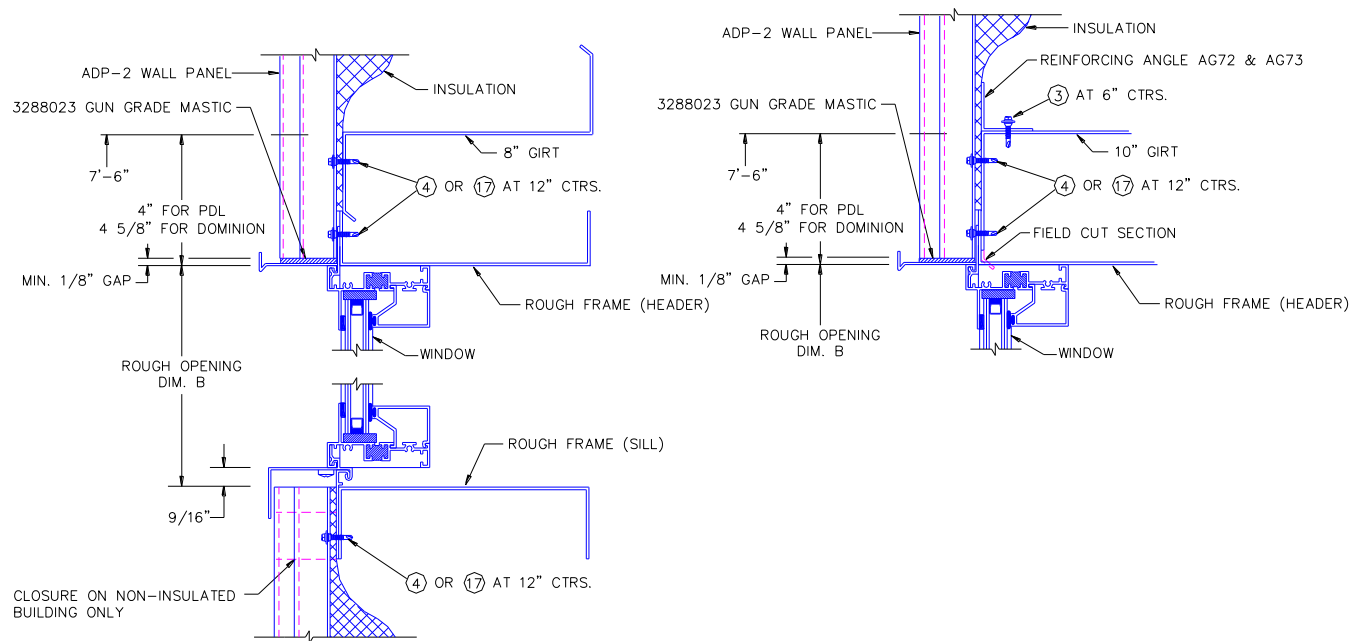 ADP-2 WALL PANEL
3288023 GUN GRADE MASTIC
INSULATION
8" GIRT
7'-6"
4 OR 17 AT 12" CTRS.
4" FOR PDL
4 5/8" FOR DOMINION
MIN. 1/8" GAP
ROUGH FRAME (HEADER)
ROUGH OPENING
DIM. B
WINDOW
ROUGH FRAME (SILL)
9/16"
4 OR 17 AT 12" CTRS.
CLOSURE ON NON-INSULATED
BUILDING ONLY
ADP-2 WALL PANEL
INSULATION
REINFORCING ANGLE AG72 & AG73
3288023 GUN GRADE MASTIC
3 AT 6" CTRS.
10" GIRT
7'-6"
4 OR 17 AT 12" CTRS.
4" FOR PDL
4 5/8" FOR DOMINION
FIELD CUT SECTION
MIN. 1/8" GAP
ROUGH FRAME (HEADER)
ROUGH OPENING
DIM. B
WINDOW